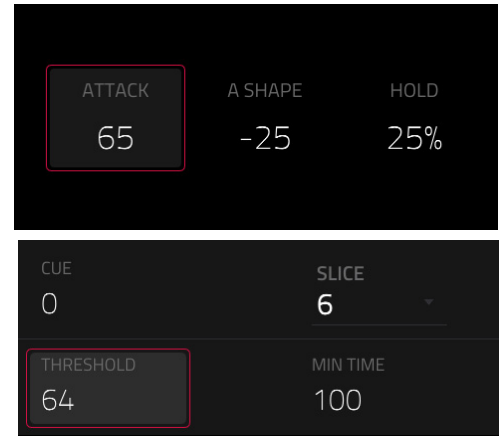 ATTACK A SHAPE HOLD
65 -25 25%
CUE SLICE
0 6
THRESHOLD MIN TIME
64 100